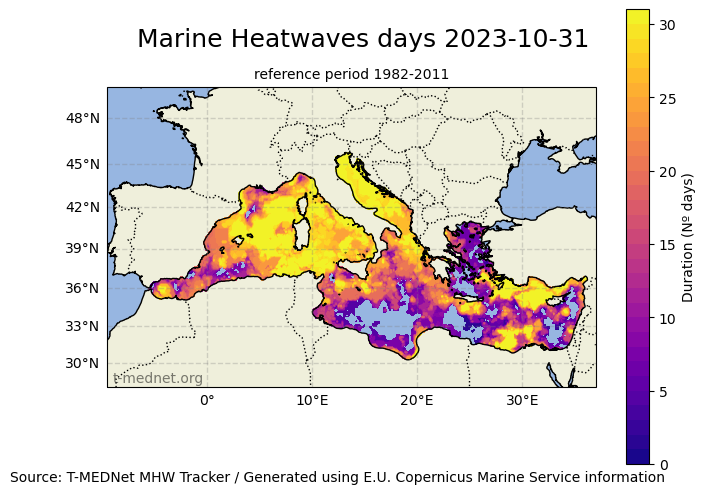 Marine Heatwaves days 2023-10-31
reference period 1982-2011
48°N
45°N
42°N
39°N
36°N
33°N
30°N
t-mednet.org
0°
10°E
20°E
30°E
30
25
20
15
10
5
0
Duration (Nº days)
Source: T-MEDNet MHW Tracker / Generated using E.U. Copernicus Marine Service information